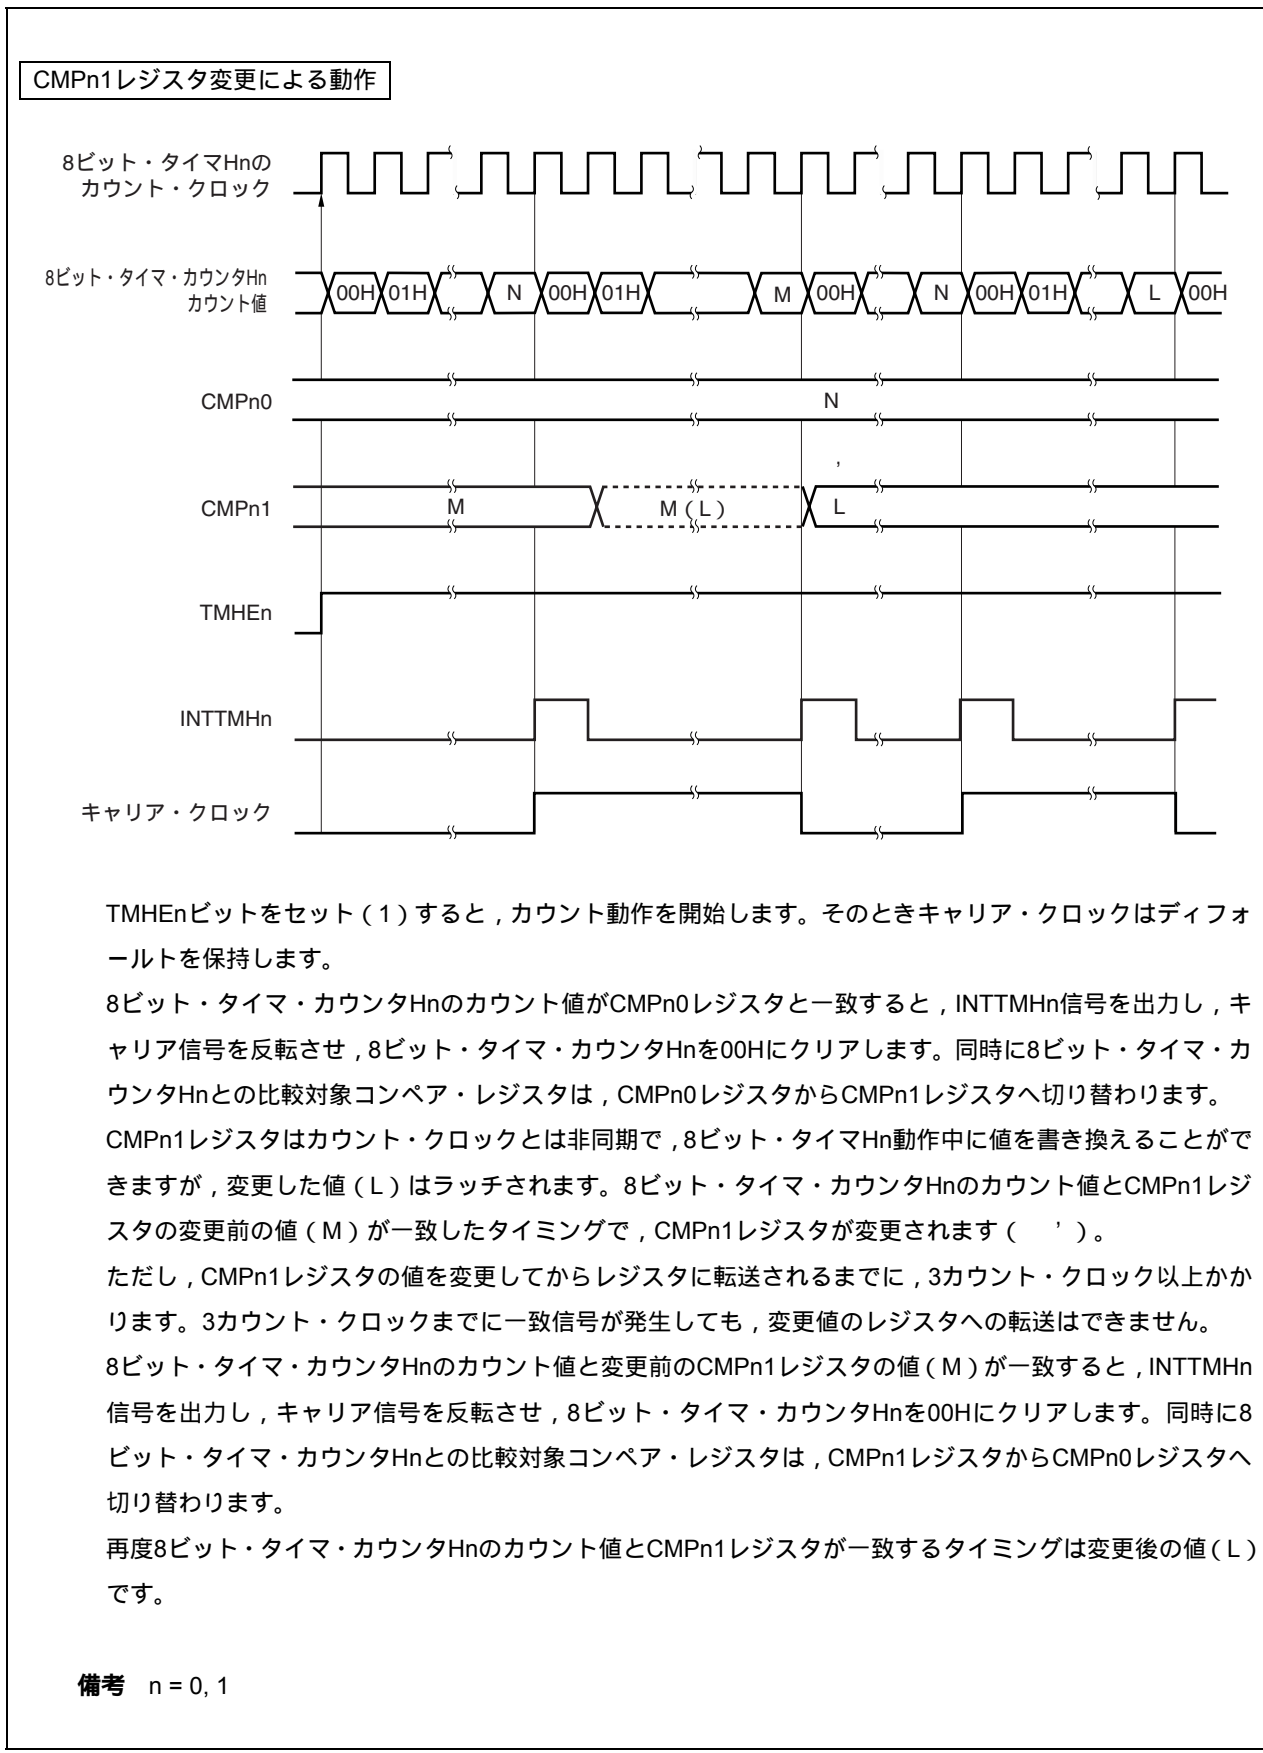 CMPn1レジスタ変更による動作
8ビット・タイマHnの
カウント・クロック
8ビット・タイマ・カウンタHn
カウント値
00H 01H N 00H 01H M 00H N 00H 01H L 00H
CMPn0 N
,
CMPn1 M M(L) L
TMHEn
INTTMHn
キャリア・クロック
TMHEnビットをセット(1)すると,カウント動作を開始します。そのときキャリア・クロックはディフォ
ールトを保持します。
8ビット・タイマ・カウンタHnのカウント値がCMPn0レジスタと一致すると,INTTMHn信号を出力し,キ
ャリア信号を反転させ,8ビット・タイマ・カウンタHnを00Hにクリアします。同時に8ビット・タイマ・カ
ウンタHnとの比較対象コンペア・レジスタは,CMPn0レジスタからCMPn1レジスタへ切り替わります。
CMPn1レジスタはカウント・クロックとは非同期で,8ビット・タイマHn動作中に値を書き換えることがで
きますが,変更した値(L)はラッチされます。8ビット・タイマ・カウンタHnのカウント値とCMPn1レジ
スタの変更前の値(M)が一致したタイミングで,CMPn1レジスタが変更されます( ’)。
ただし,CMPn1レジスタの値を変更してからレジスタに転送されるまでに,3カウント・クロック以上かか
ります。3カウント・クロックまでに一致信号が発生しても,変更値のレジスタへの転送はできません。
8ビット・タイマ・カウンタHnのカウント値と変更前のCMPn1レジスタの値(M)が一致すると,INTTMHn
信号を出力し,キャリア信号を反転させ,8ビット・タイマ・カウンタHnを00Hにクリアします。同時に8
ビット・タイマ・カウンタHnとの比較対象コンペア・レジスタは,CMPn1レジスタからCMPn0レジスタへ
切り替わります。
再度8ビット・タイマ・カウンタHnのカウント値とCMPn1レジスタが一致するタイミングは変更後の値(L)
です。
備考 n = 0, 1